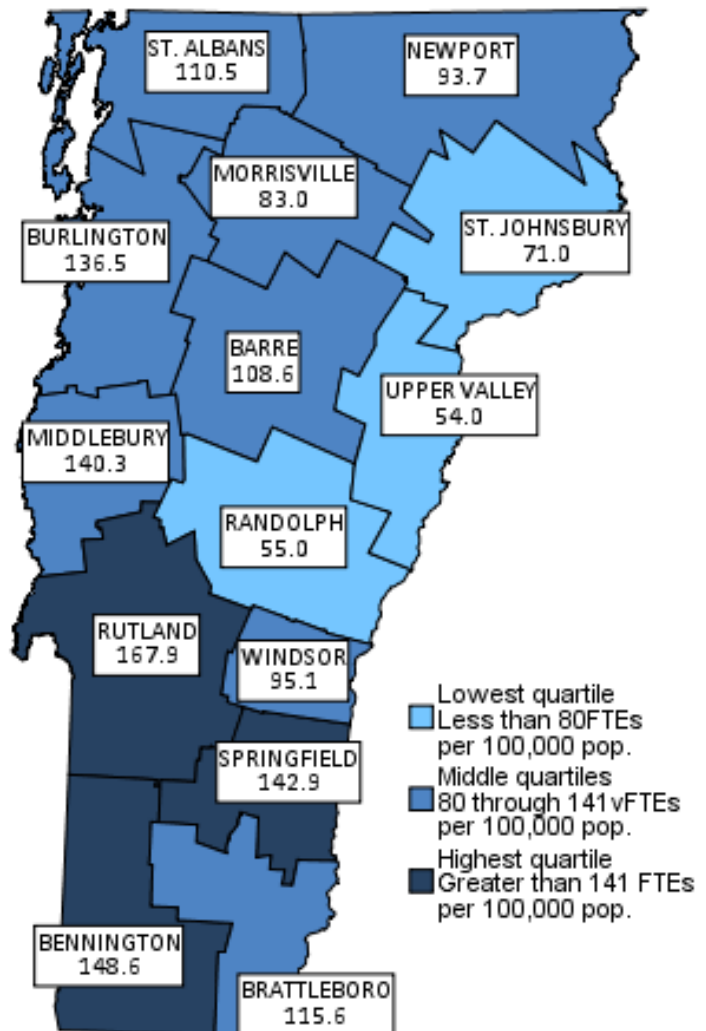 ST. ALBANS
110.5
NEWPORT
93.7
MORRISVILLE
83.0
ST. JOHNSBURY
71.0
BURLINGTON
136.5
BARRE
108.6
UPPER VALLEY
54.0
MIDDLEBURY
140.3
RANDOLPH
55.0
RUTLAND
167.9
WINDSOR
95.1
SPRINGFIELD
142.9
BENNINGTON
148.6
BRATTLEBORO
115.6
Lowest quartile
Less than 80FTEs
per 100,000 pop.
Middle quartiles
80 through 141vFTEs
per 100,000 pop.
Highest quartile
Greater than 141 FTEs
per 100,000 pop.